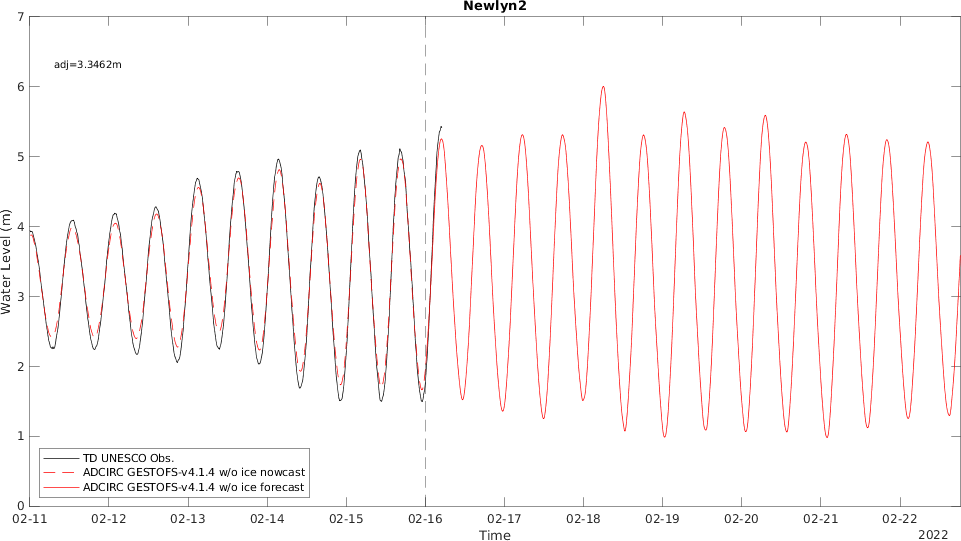 Newlyn2
adj=3.3462m
Water Level (m)
7
6
5
4
3
2
1
0
TD UNESCO Obs.
ADCIRC GESTOFS-v4.1.4 w/o ice nowcast
ADCIRC GESTOFS-v4.1.4 w/o ice forecast
02-11 02-12 02-13 02-14 02-15 02-16 02-17 02-18 02-19 02-20 02-21 02-22
Time
2022